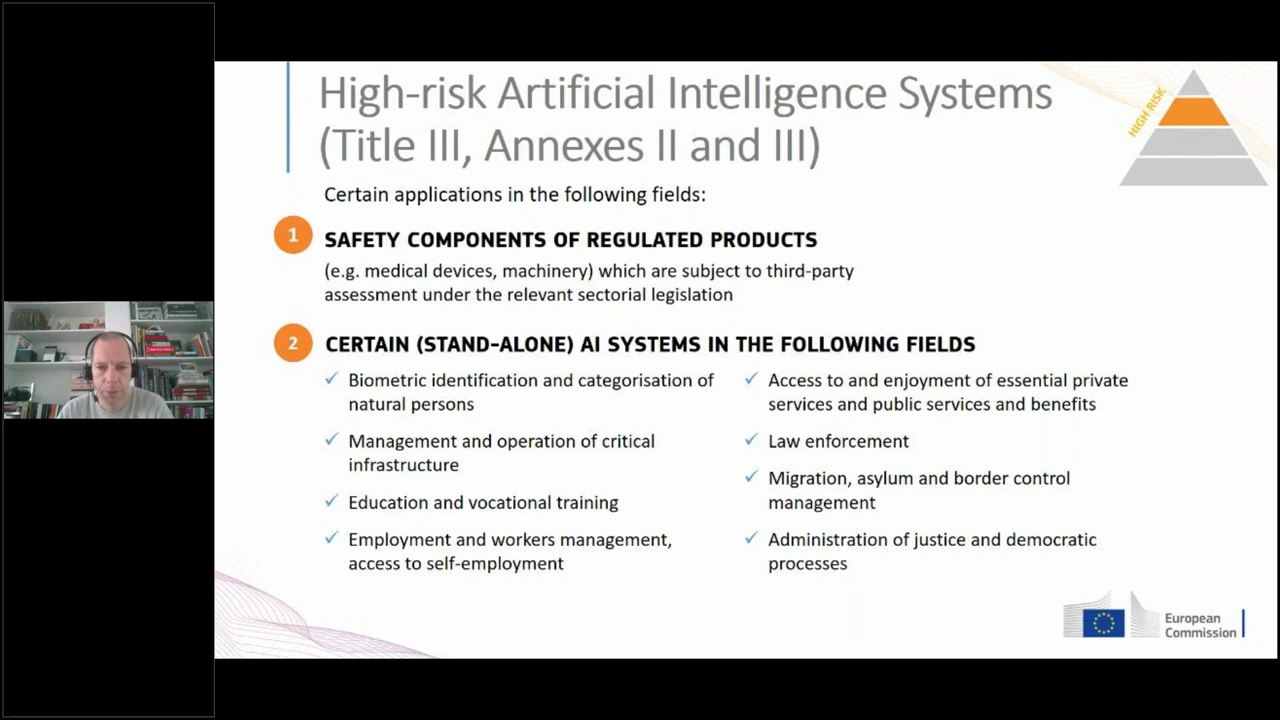 High-risk Artificial Intelligence Systems
(Title III, Annexes II and III)
HIGH RISK
Certain applications in the following fields:
1
SAFETY COMPONENTS OF REGULATED PRODUCTS
(e.g. medical devices, machinery) which are subject to third-party
assessment under the relevant sectorial legislation
2
CERTAIN (STAND-ALONE) AI SYSTEMS IN THE FOLLOWING FIELDS
✓ Biometric identification and categorisation of
natural persons
✓ Management and operation of critical
infrastructure
✓ Education and vocational training
✓ Employment and workers management,
access to self-employment
✓ Access to and enjoyment of essential private
services and public services and benefits
✓ Law enforcement
✓ Migration, asylum and border control
management
✓ Administration of justice and democratic
processes
European
Commission